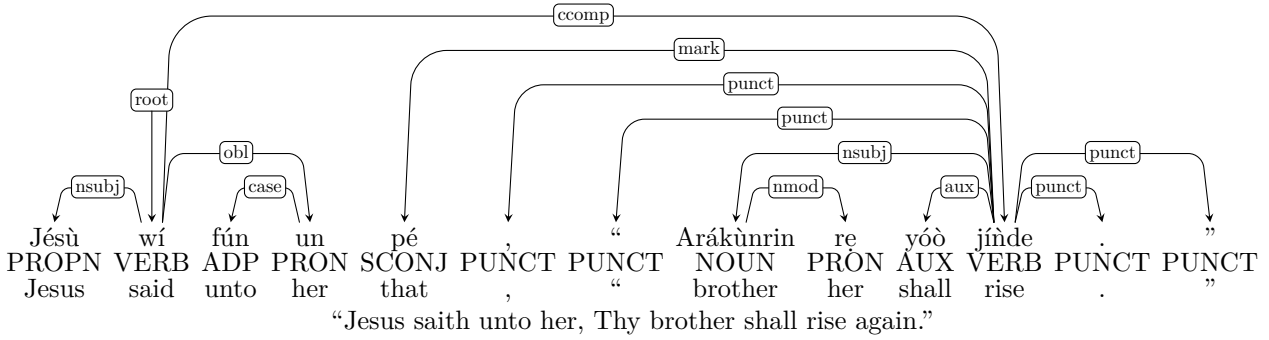 ccomp
mark
punct
root
punct
obl nsubj punct
nsubj case nmod aux punct
Jésù wí fún un pé , “ Arákùnrin rẹ yóò jíǹde . ”
PROPN VERB ADP PRON SCONJ PUNCT PUNCT NOUN PRON AUX VERB PUNCT PUNCT
Jesus said unto her that , “ brother her shall rise . ”
“Jesus saith unto her, Thy brother shall rise again.”